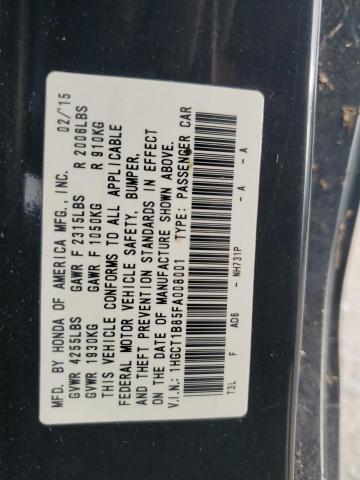 MFD. BY HONDA OF AMERICA MFG., INC. 02/'15
GVWR 4255LBS GAWR F 2315LBS R 2006LBS
GVWR 1930KG GAWR F 1050KG R 910KG
THIS VEHICLE CONFORMS TO ALL APPLICABLE
FEDERAL MOTOR VEHICLE SAFETY, BUMPER,
AND THEFT PREVENTION STANDARDS IN EFFECT
ON THE DATE OF MANUFACTURE SHOWN ABOVE.
V.I.N.: 1HGCT1B85FA008001 TYPE: PASSENGER CAR
T3L F AD6 - NH731P - A - A